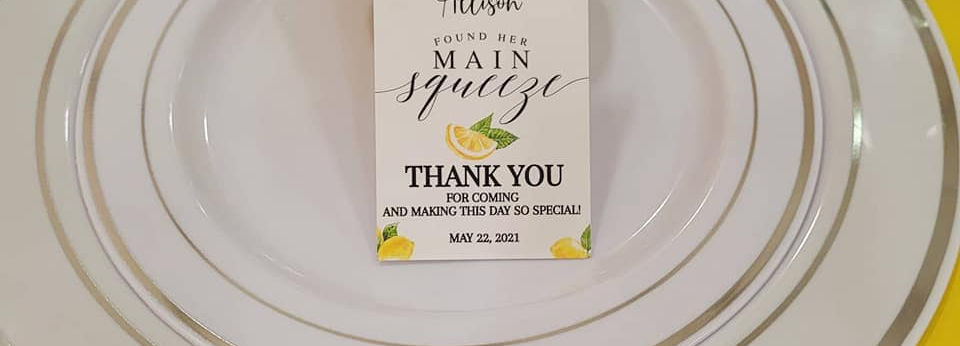 Allison
FOUND HER
MAIN
squeeze
THANK YOU
FOR COMING
AND MAKING THIS DAY SO SPECIAL!
MAY 22, 2021